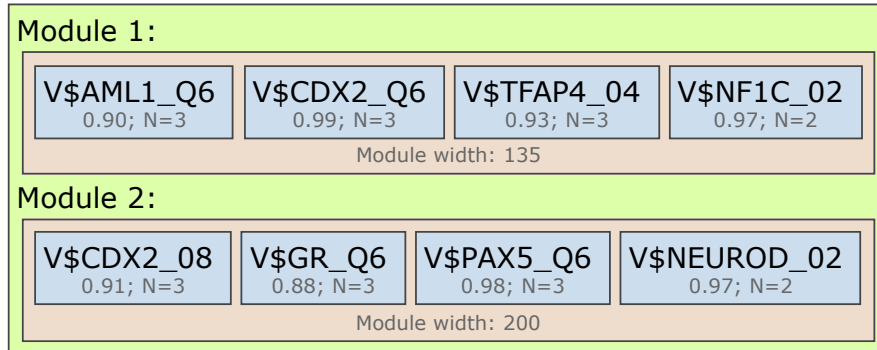 Module 1:
V$AML1_Q6 V$CDX2_Q6 V$TFAP4_04 V$NF1C_02
0.90; N=3 0.99; N=3 0.93; N=3 0.97; N=2
Module width: 135
Module 2:
V$CDX2_08 V$GR_Q6 V$PAX5_Q6 V$NEUROD_02
0.91; N=3 0.88; N=3 0.98; N=3 0.97; N=2
Module width: 200